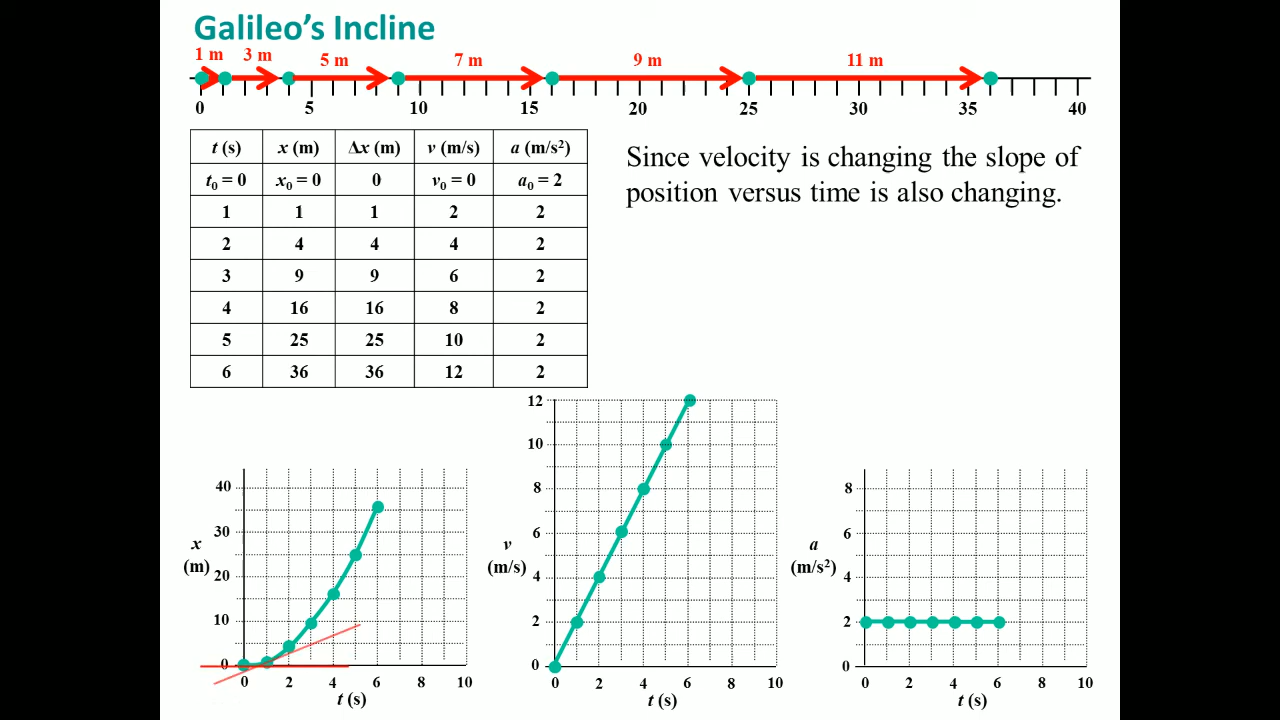 Galileo's Incline
1 m 3 m 5 m 7 m 9 m 11 m
0 5 10 15 20 25 30 35 40
t (s) x (m) Δx (m) v (m/s) a (m/s²)
t₀ = 0 x₀ = 0 0 v₀ = 0 a₀ = 2
1 1 1 2 2
2 4 4 4 2
3 9 9 6 2
4 16 16 8 2
5 25 25 10 2
6 36 36 12 2
Since velocity is changing the slope of
position versus time is also changing.
40
30
20
10
0
x
(m)
0 2 4 6 8 10
t (s)
12
10
8
6
4
2
0
v
(m/s)
0 2 4 6 8 10
t (s)
8
6
4
2
0
a
(m/s²)
0 2 4 6 8 10
t (s)